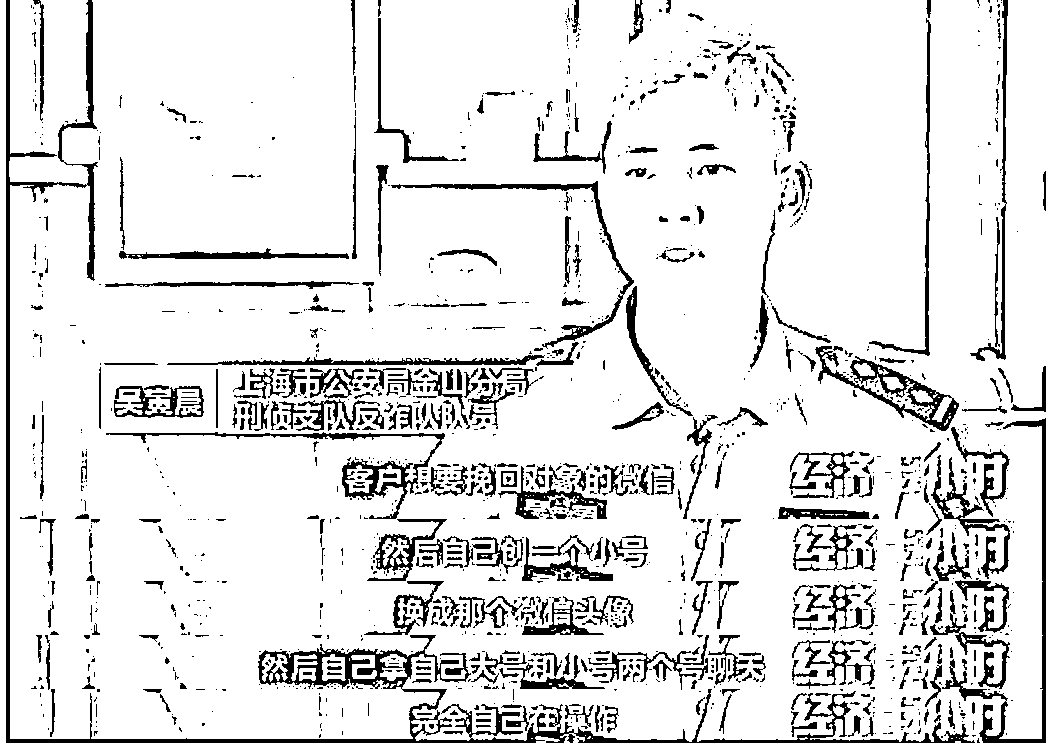 吴寅晨
上海市公安局金山分局
刑侦支队反诈队队员
客户想要挽回对象的微信
经济半小时
然后自己创一个小号
经济半小时
换成那个微信头像
经济半小时
然后自己拿自己大号和小号两个号聊天
经济半小时
完全自己在操作
经济半小时